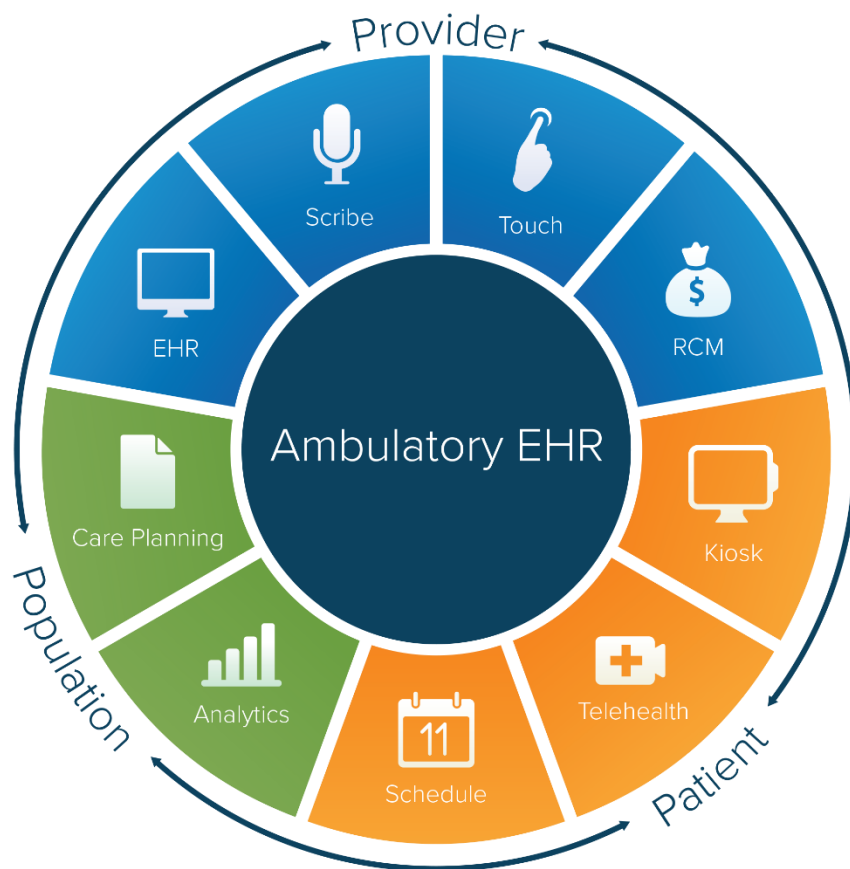 Provider
Scribe
Touch
EHR
$
RCM
Ambulatory EHR
Care Planning
Kiosk
Population
Analytics
11
Schedule
Telehealth
Patient